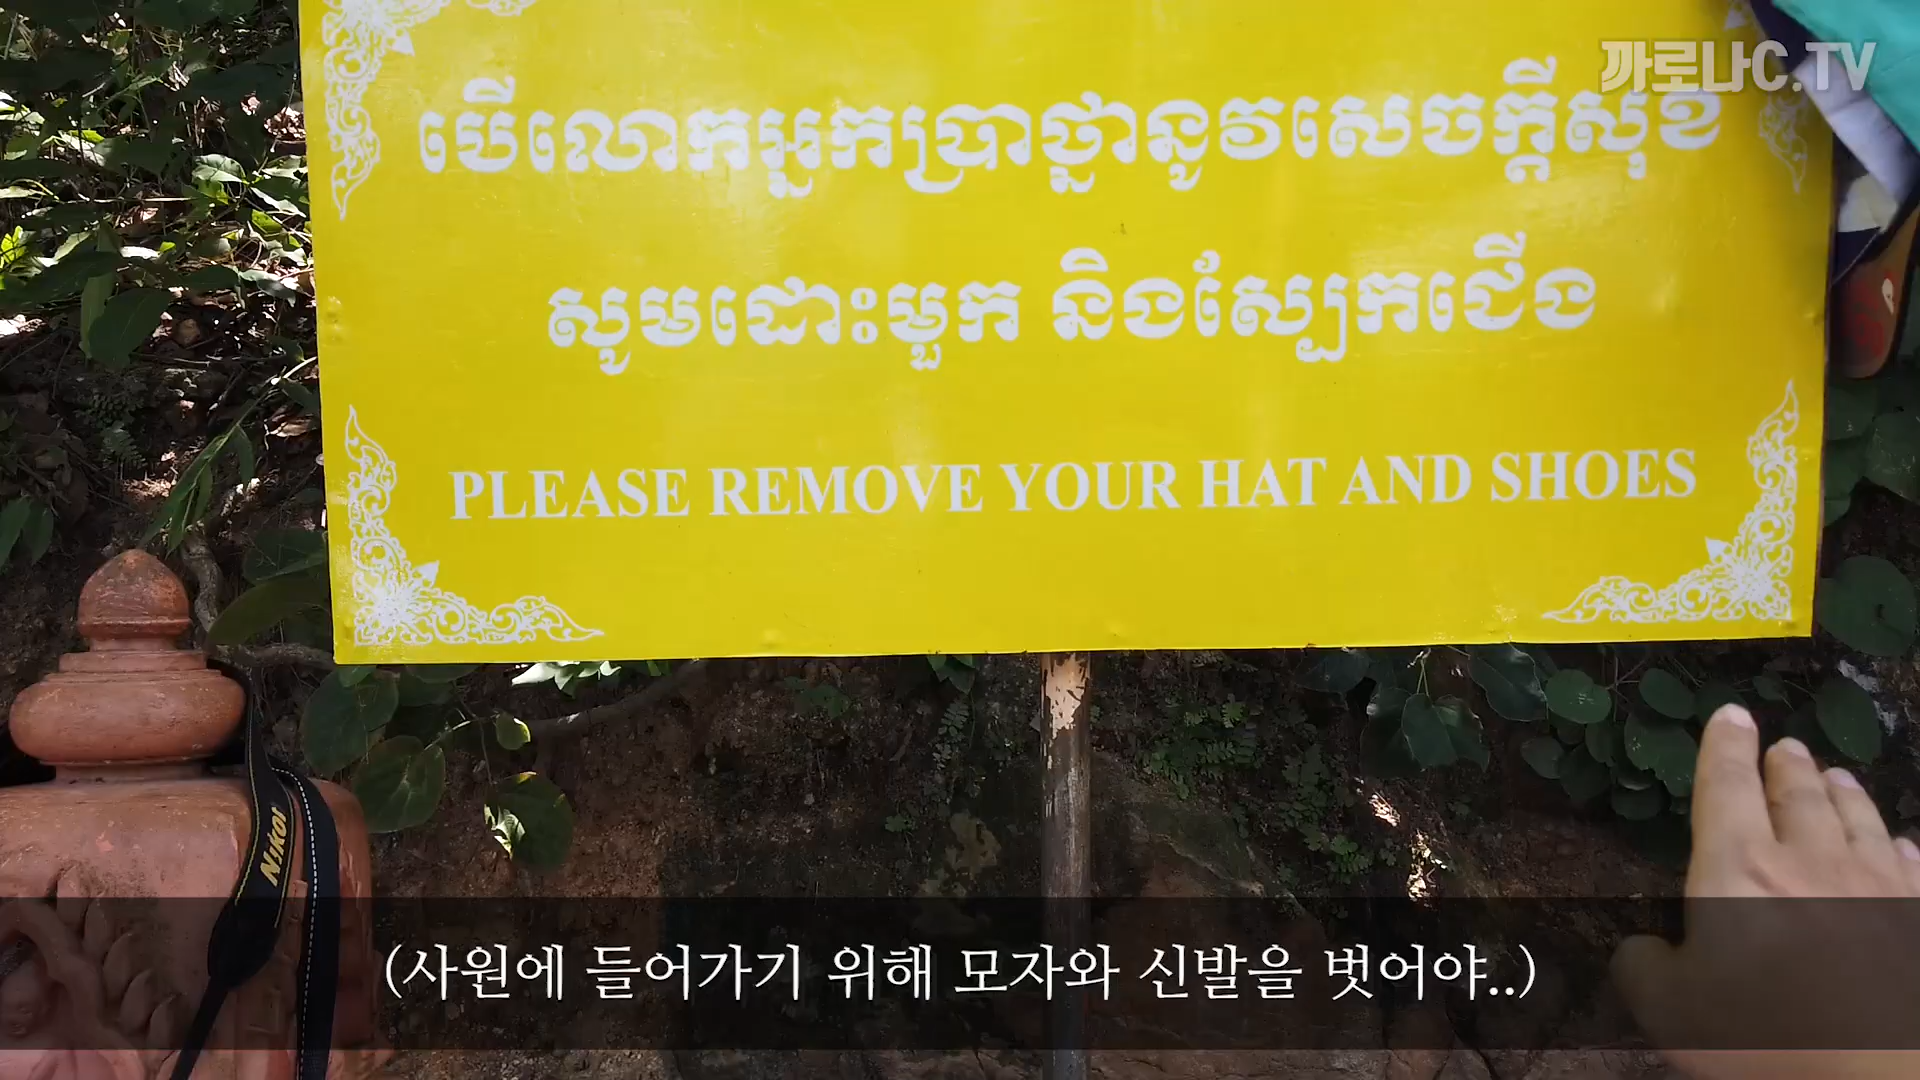 까로나C.TV
បើលោកអ្នកប្រាថ្នានូវសេចក្ដីសុខ
សូមដោះមួក និងស្បែកជើង
PLEASE REMOVE YOUR HAT AND SHOES
Nikon
(사원에 들어가기 위해 모자와 신발을 벗어야..)